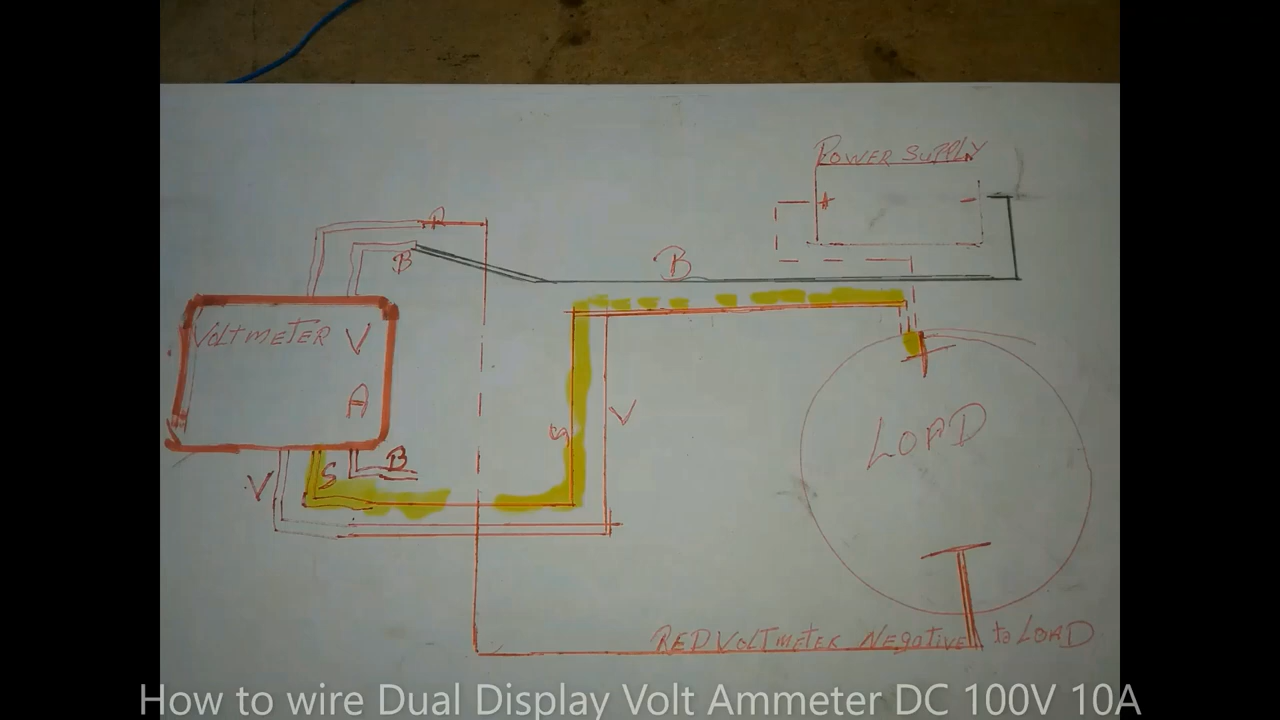 POWER SUPPLY
+ -
R
B
B
VOLTMETER V
A
V
S
B
S
V
LOAD
RED VOLTMETER NEGATIVE to LOAD
How to wire Dual Display Volt Ammeter DC 100V 10A